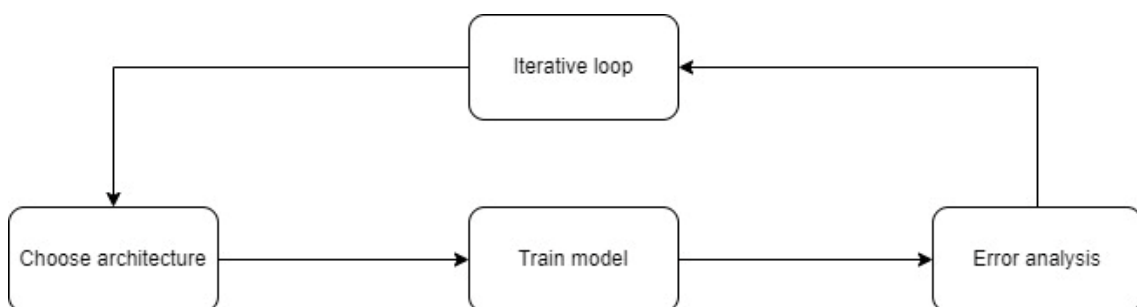 Iterative loop
Choose architecture
Train model
Error analysis